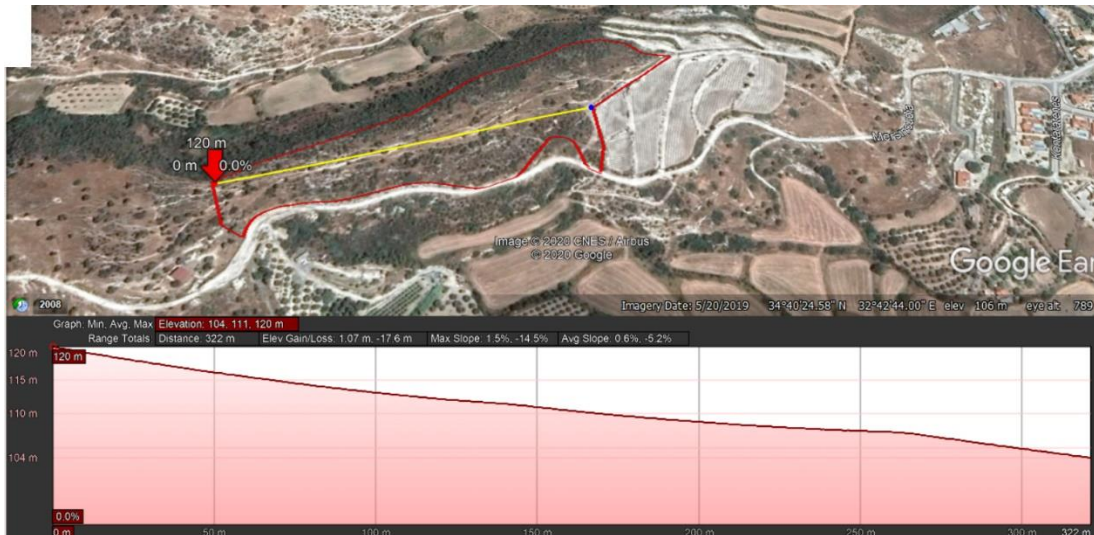 120 m
0 m 0.0%
Image © 2020 CNES / Airbus
© 2020 Google
Google Ear
2008
Imagery Date: 5/20/2019 34°40'24.58" N 32°42'44.00" E elev 106 m eye alt 789
Graph: Min, Avg, Max Elevation: 104, 111, 120 m
Range Totals Distance: 322 m Elev Gain/Loss: 1.07 m, -17.6 m Max Slope: 1.5%, -14.5% Avg Slope: 0.6%, -5.2%
120 m
120 m
115 m
110 m
104 m
0.0%
0 m 50 m 100 m 150 m 200 m 250 m 300 m 322 m